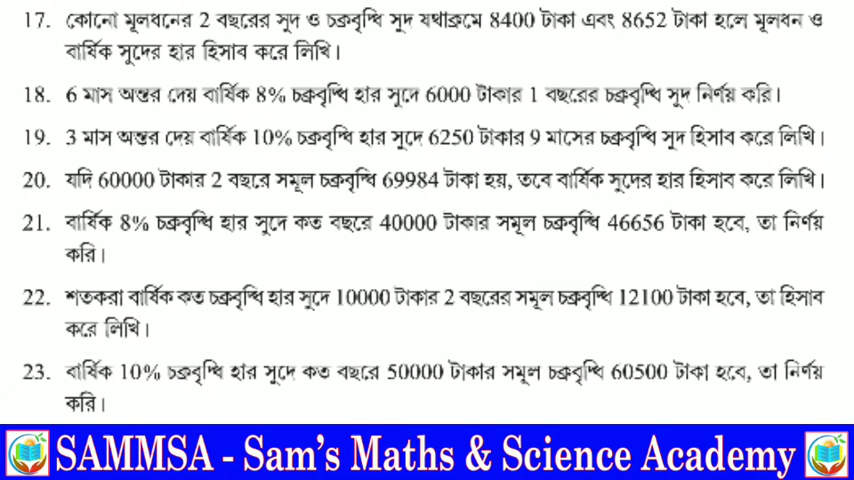 17. কোনো মূলধনের 2 বছরের সুদ ও চক্রবৃদ্ধি সুদ যথাক্রমে 8400 টাকা এবং 8652 টাকা হলে মূলধন ও
বার্ষিক সুদের হার হিসাব করে লিখি।
18. 6 মাস অন্তর দেয় বার্ষিক 8% চক্রবৃদ্ধি হার সুদে 6000 টাকার 1 বছরের চক্রবৃদ্ধি সুদ নির্ণয় করি।
19. 3 মাস অন্তর দেয় বার্ষিক 10% চক্রবৃদ্ধি হার সুদে 6250 টাকার 9 মাসের চক্রবৃদ্ধি সুদ হিসাব করে লিখি।
20. যদি 60000 টাকার 2 বছরে সমূল চক্রবৃদ্ধি 69984 টাকা হয়, তবে বার্ষিক সুদের হার হিসাব করে লিখি।
21. বার্ষিক 8% চক্রবৃদ্ধি হার সুদে কত বছরে 40000 টাকার সমূল চক্রবৃদ্ধি 46656 টাকা হবে, তা নির্ণয়
করি।
22. শতকরা বার্ষিক কত চক্রবৃদ্ধি হার সুদে 10000 টাকার 2 বছরের সমূল চক্রবৃদ্ধি 12100 টাকা হবে, তা হিসাব
করে লিখি।
23. বার্ষিক 10% চক্রবৃদ্ধি হার সুদে কত বছরে 50000 টাকার সমূল চক্রবৃদ্ধি 60500 টাকা হবে, তা নির্ণয়
করি।
SAMMSA - Sam's Maths & Science Academy